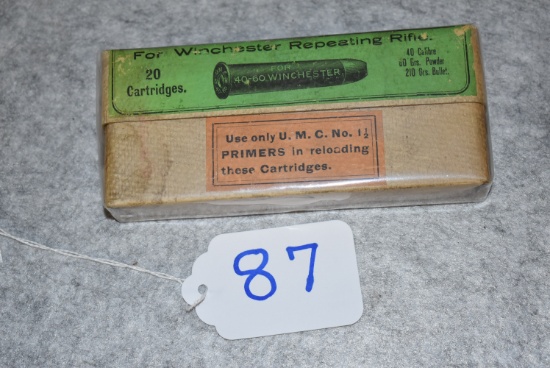 For Winchester Repeating Rifle.
20
Cartridges.
FOR
40-60 WINCHESTER
40 Calibre
60 Grs. Powder
210 Grs. Bullet
Use only U. M. C. No. 1½
PRIMERS in reloading
these Cartridges.
87